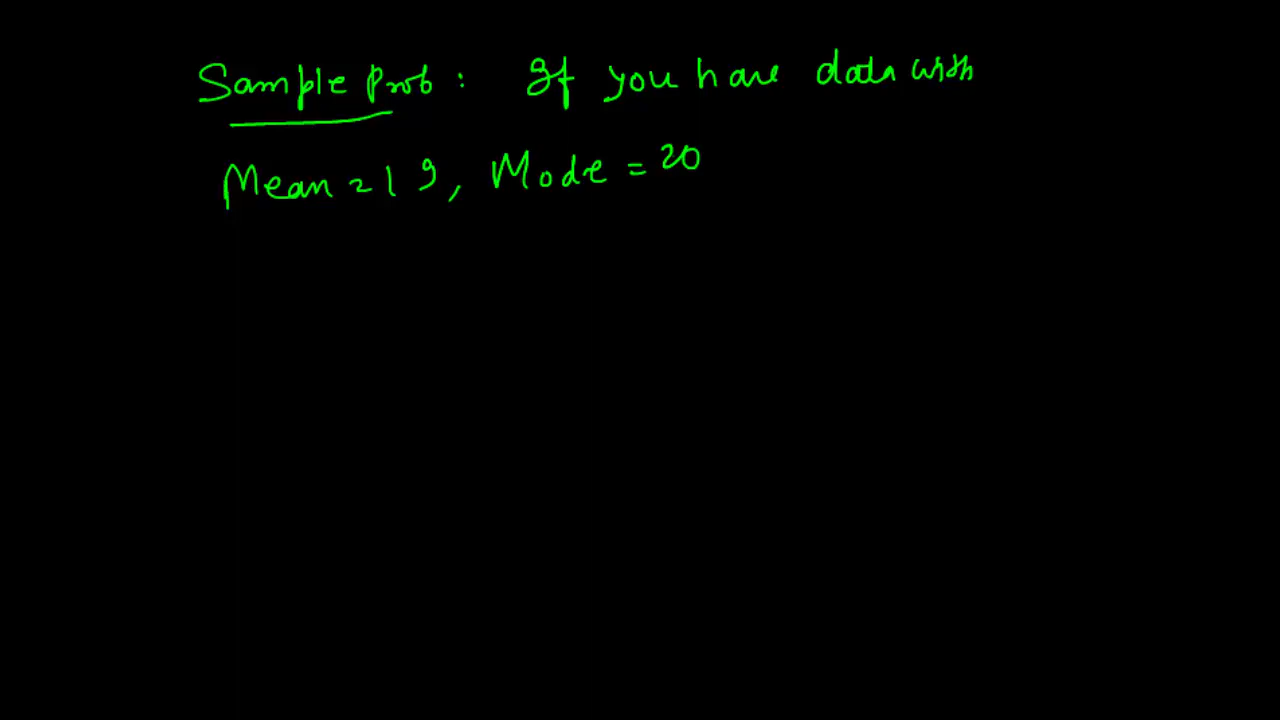 Sample Prob: If you have data with
Mean = 19, Mode = 20